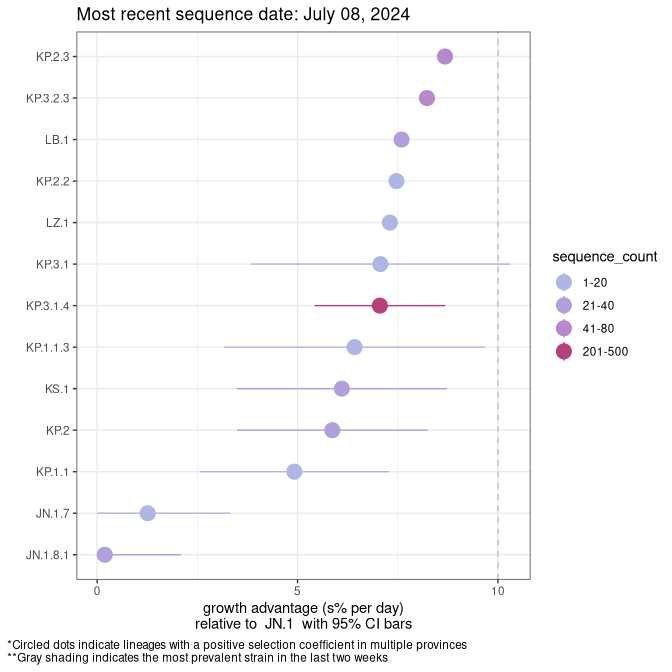 Most recent sequence date: July 08, 2024
KP.2.3
KP.3.2.3
LB.1
KP.2.2
LZ.1
KP.3.1
KP.3.1.4
KP.1.1.3
KS.1
KP.2
KP.1.1
JN.1.7
JN.1.8.1
0 5 10
growth advantage (s% per day)
relative to JN.1 with 95% CI bars
sequence_count
1-20
21-40
41-80
201-500
*Circled dots indicate lineages with a positive selection coefficient in multiple provinces
**Gray shading indicates the most prevalent strain in the last two weeks